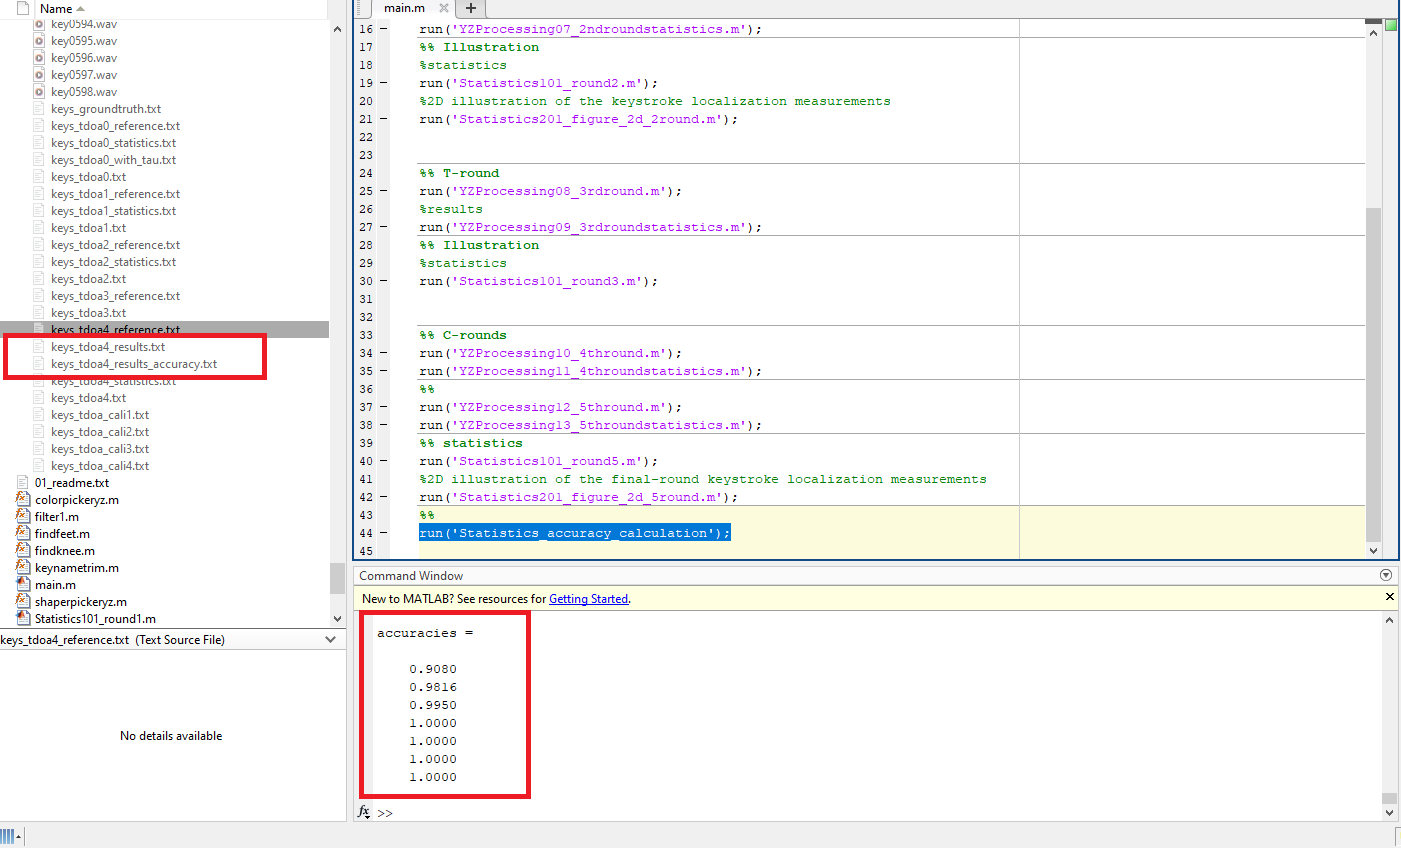 Name
key0594.wav
key0595.wav
key0596.wav
key0597.wav
key0598.wav
keys_groundtruth.txt
keys_tdoa0_reference.txt
keys_tdoa0_statistics.txt
keys_tdoa0_with_tau.txt
keys_tdoa0.txt
keys_tdoa1_reference.txt
keys_tdoa1_statistics.txt
keys_tdoa1.txt
keys_tdoa2_reference.txt
keys_tdoa2_statistics.txt
keys_tdoa2.txt
keys_tdoa3_reference.txt
keys_tdoa3.txt
keys_tdoa4_reference.txt
keys_tdoa4_results.txt
keys_tdoa4_results_accuracy.txt
keys_tdoa4_statistics.txt
keys_tdoa4.txt
keys_tdoa_cali1.txt
keys_tdoa_cali2.txt
keys_tdoa_cali3.txt
keys_tdoa_cali4.txt
01_readme.txt
colorpickeryz.m
filter1.m
findfeet.m
findknee.m
keynametrim.m
main.m
shaperpickeryz.m
Statistics101_round1.m
keys_tdoa4_reference.txt (Text Source File)
No details available
main.m
16 run('YZProcessing07_2ndroundstatistics.m');
17 %% Illustration
18 %statistics
19 run('Statistics101_round2.m');
20 %2D illustration of the keystroke localization measurements
21 run('Statistics201_figure_2d_2round.m');
22
23
24 %% T-round
25 run('YZProcessing08_3rdround.m');
26 %results
27 run('YZProcessing09_3rdroundstatistics.m');
28 %% Illustration
29 %statistics
30 run('Statistics101_round3.m');
31
32
33 %% C-rounds
34 run('YZProcessing10_4thround.m');
35 run('YZProcessing11_4throundstatistics.m');
36 %%
37 run('YZProcessing12_5thround.m');
38 run('YZProcessing13_5throundstatistics.m');
39 %% statistics
40 run('Statistics101_round5.m');
41 %2D illustration of the final-round keystroke localization measurements
42 run('Statistics201_figure_2d_5round.m');
43 %%
44 run('Statistics_accuracy_calculation');
45
Command Window
New to MATLAB? See resources for Getting Started.
accuracies =
0.9080
0.9816
0.9950
1.0000
1.0000
1.0000
1.0000
fx >>